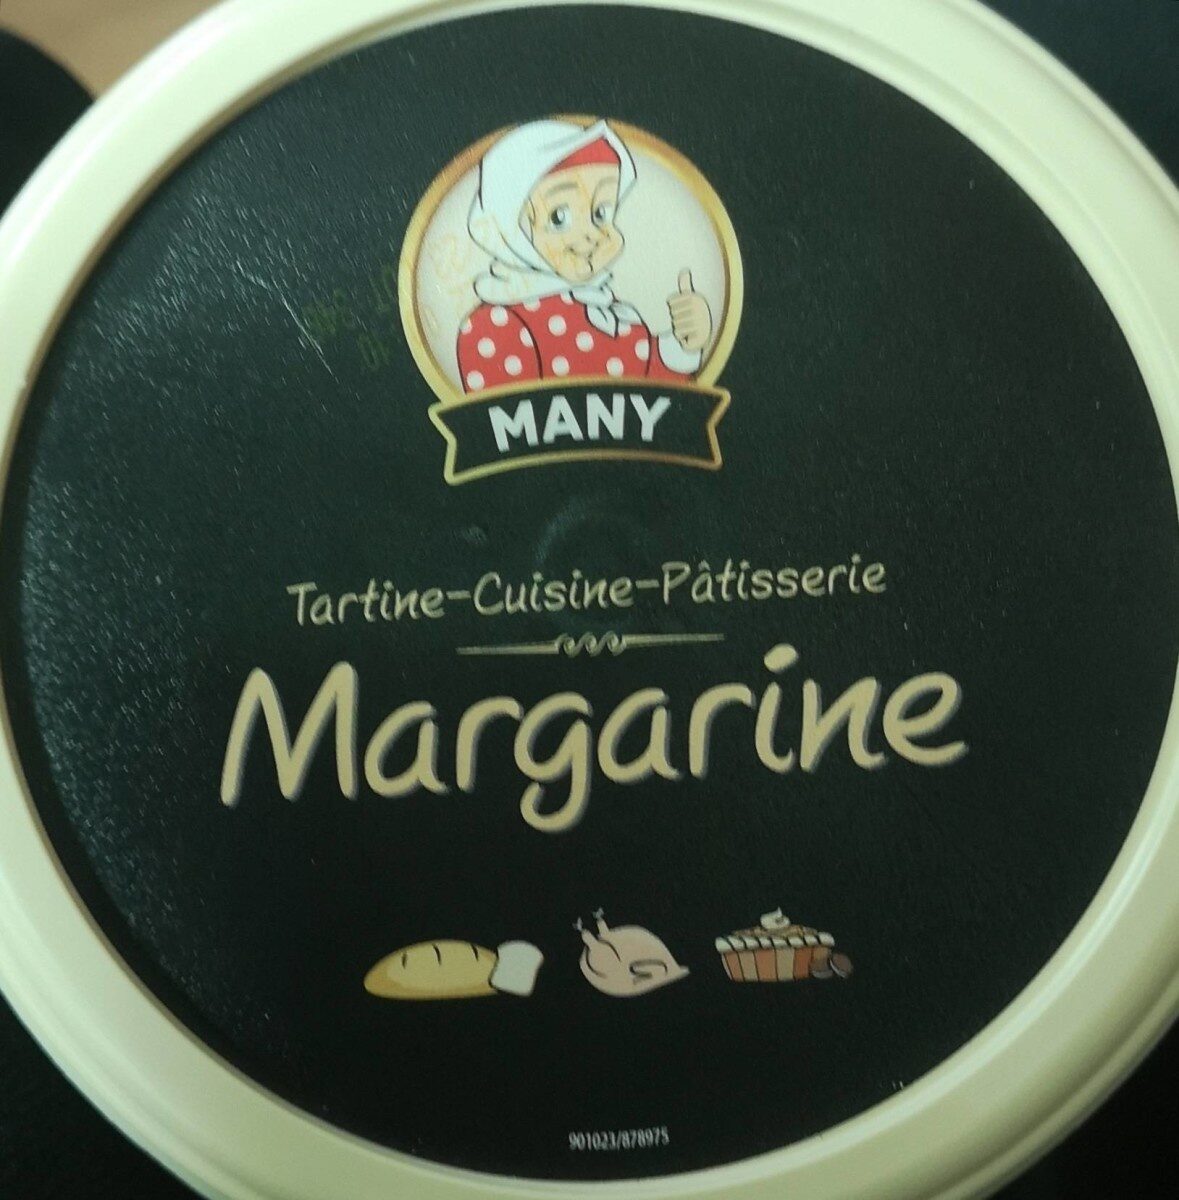 MANY
Tartine-Cuisine-Pâtisserie
Margarine
901023/878975